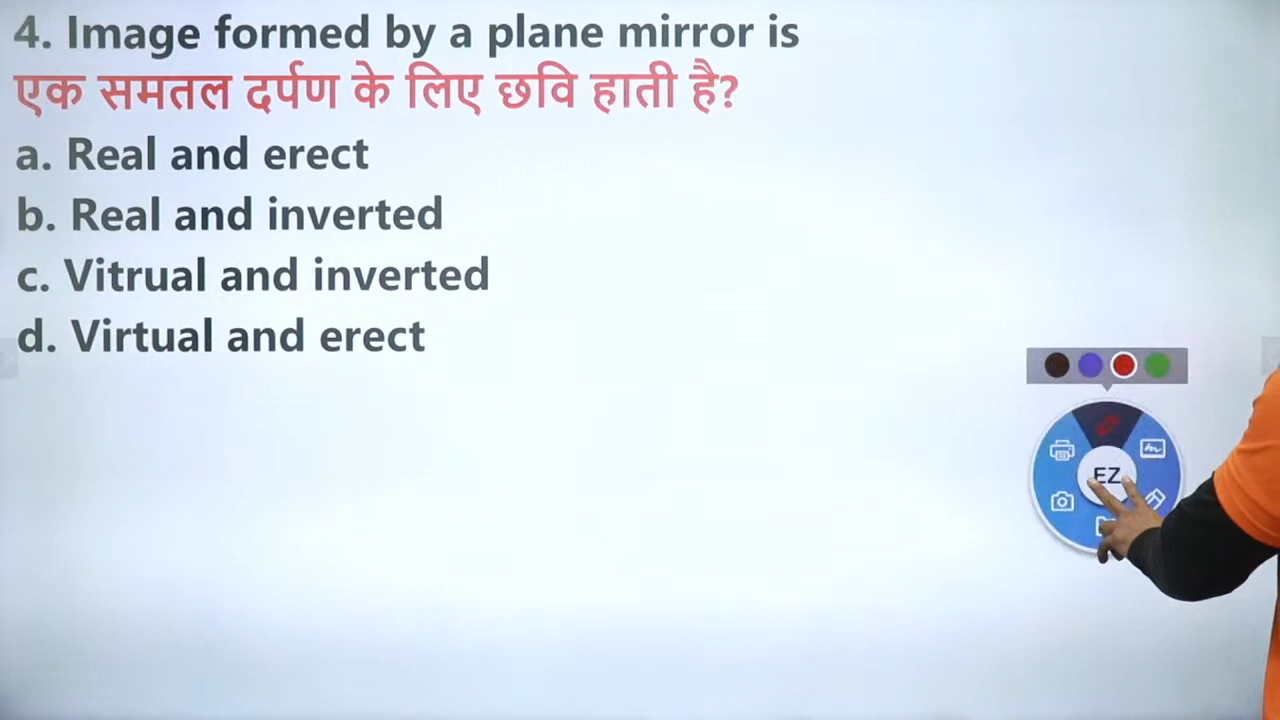 4. Image formed by a plane mirror is
एक समतल दर्पण के लिए छवि हाती है?
a. Real and erect
b. Real and inverted
c. Vitrual and inverted
d. Virtual and erect
EZ